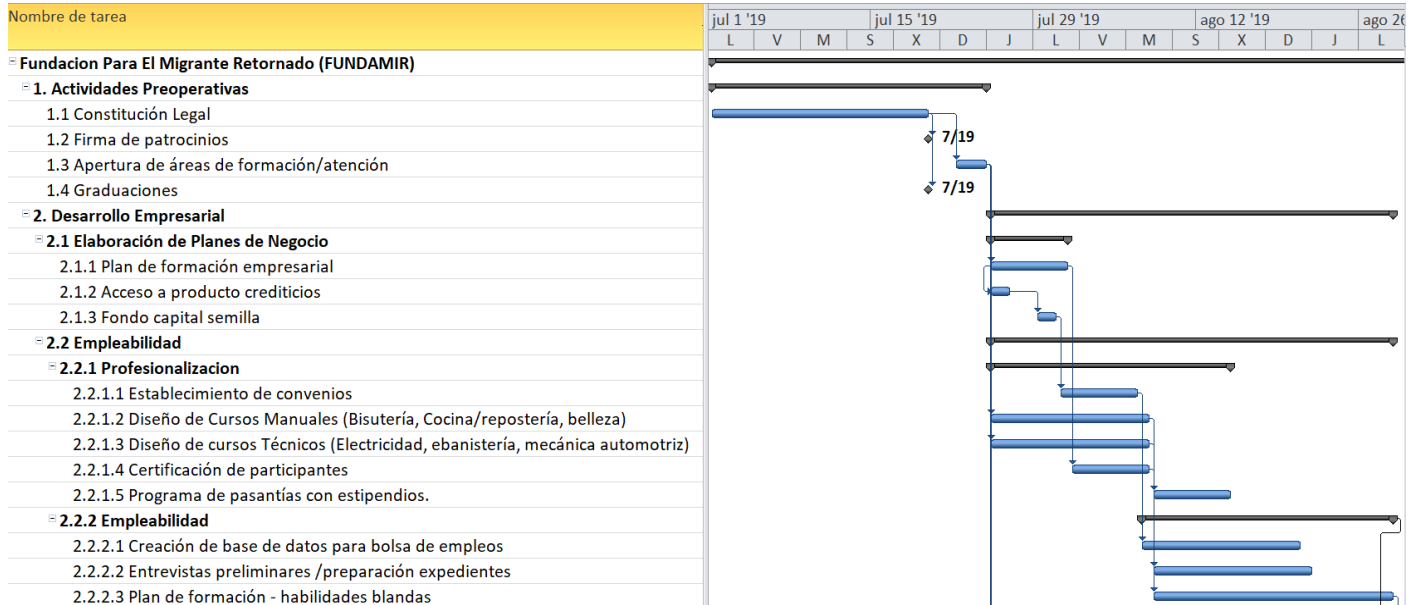 Nombre de tarea
jul 1 '19 jul 15 '19 jul 29 '19 ago 12 '19 ago 26
L V M S X D J L V M S X D J L
Fundacion Para El Migrante Retornado (FUNDAMIR)
1. Actividades Preoperativas
1.1 Constitución Legal
1.2 Firma de patrocinios
7/19
1.3 Apertura de áreas de formación/atención
1.4 Graduaciones
7/19
2. Desarrollo Empresarial
2.1 Elaboración de Planes de Negocio
2.1.1 Plan de formación empresarial
2.1.2 Acceso a producto crediticios
2.1.3 Fondo capital semilla
2.2 Empleabilidad
2.2.1 Profesionalizacion
2.2.1.1 Establecimiento de convenios
2.2.1.2 Diseño de Cursos Manuales (Bisutería, Cocina/repostería, belleza)
2.2.1.3 Diseño de cursos Técnicos (Electricidad, ebanistería, mecánica automotriz)
2.2.1.4 Certificación de participantes
2.2.1.5 Programa de pasantías con estipendios.
2.2.2 Empleabilidad
2.2.2.1 Creación de base de datos para bolsa de empleos
2.2.2.2 Entrevistas preliminares /preparación expedientes
2.2.2.3 Plan de formación - habilidades blandas